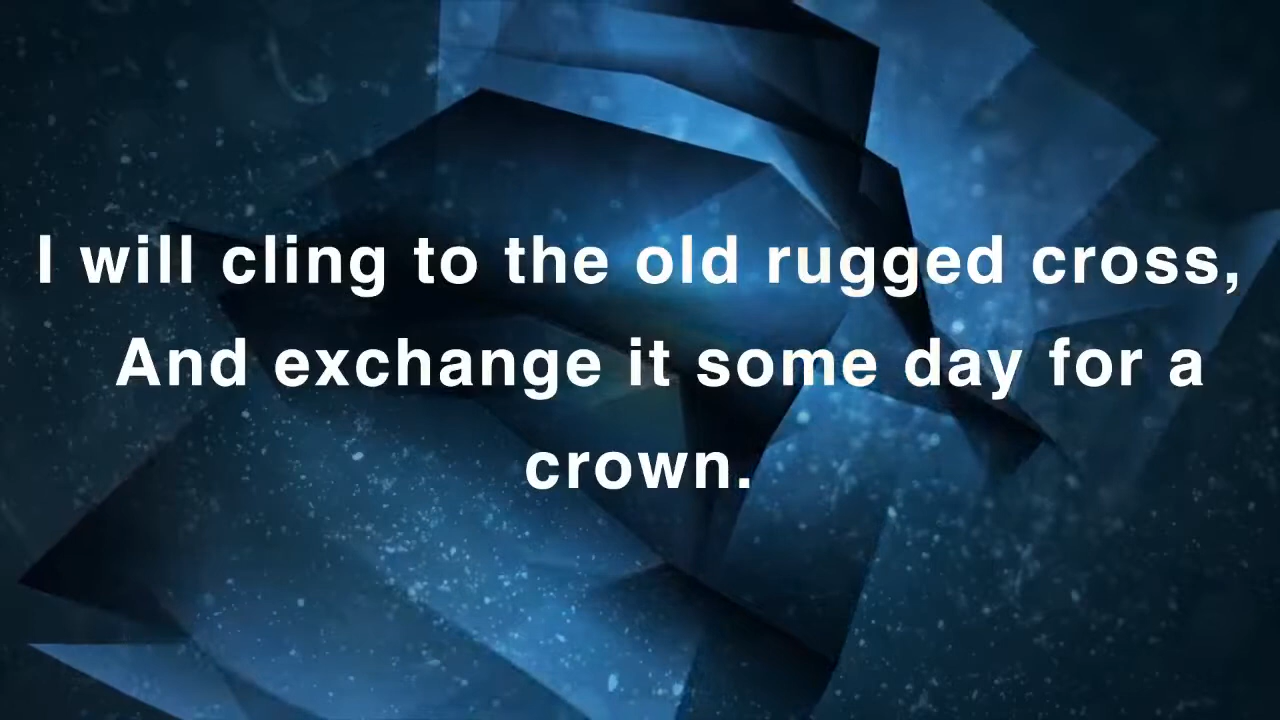 I will cling to the old rugged cross,
And exchange it some day for a
crown.